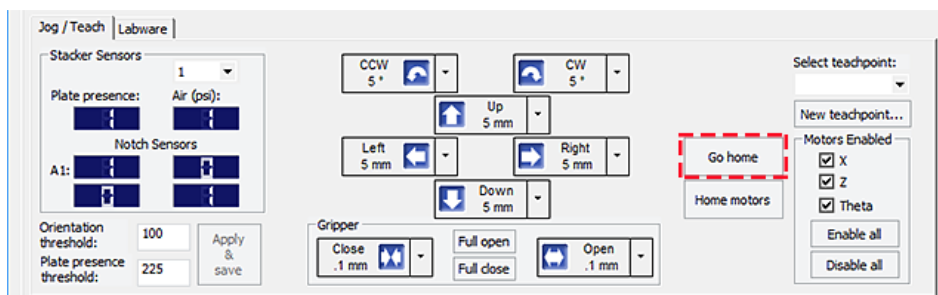 Jog / Teach
Labware
Stacker Sensors
1
Plate presence:
Air (psi):
Notch Sensors
A1:
Orientation threshold:
100
Plate presence threshold:
225
Apply & save
CCW
5 °
CW
5 °
Up
5 mm
Left
5 mm
Right
5 mm
Down
5 mm
Gripper
Close
.1 mm
Full open
Full close
Open
.1 mm
Go home
Home motors
Select teachpoint:
New teachpoint...
Motors Enabled
X
Z
Theta
Enable all
Disable all